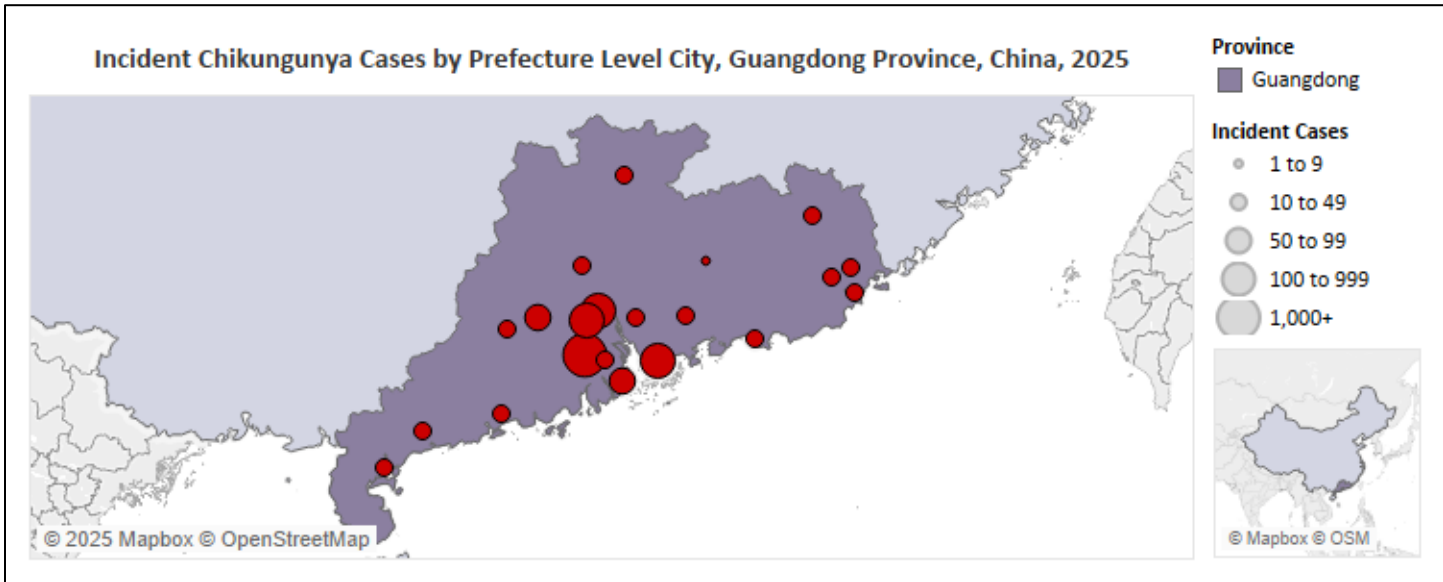 Incident Chikungunya Cases by Prefecture Level City, Guangdong Province, China, 2025
© 2025 Mapbox © OpenStreetMap
Province
Guangdong
Incident Cases
1 to 9
10 to 49
50 to 99
100 to 999
1,000+
© Mapbox © OSM